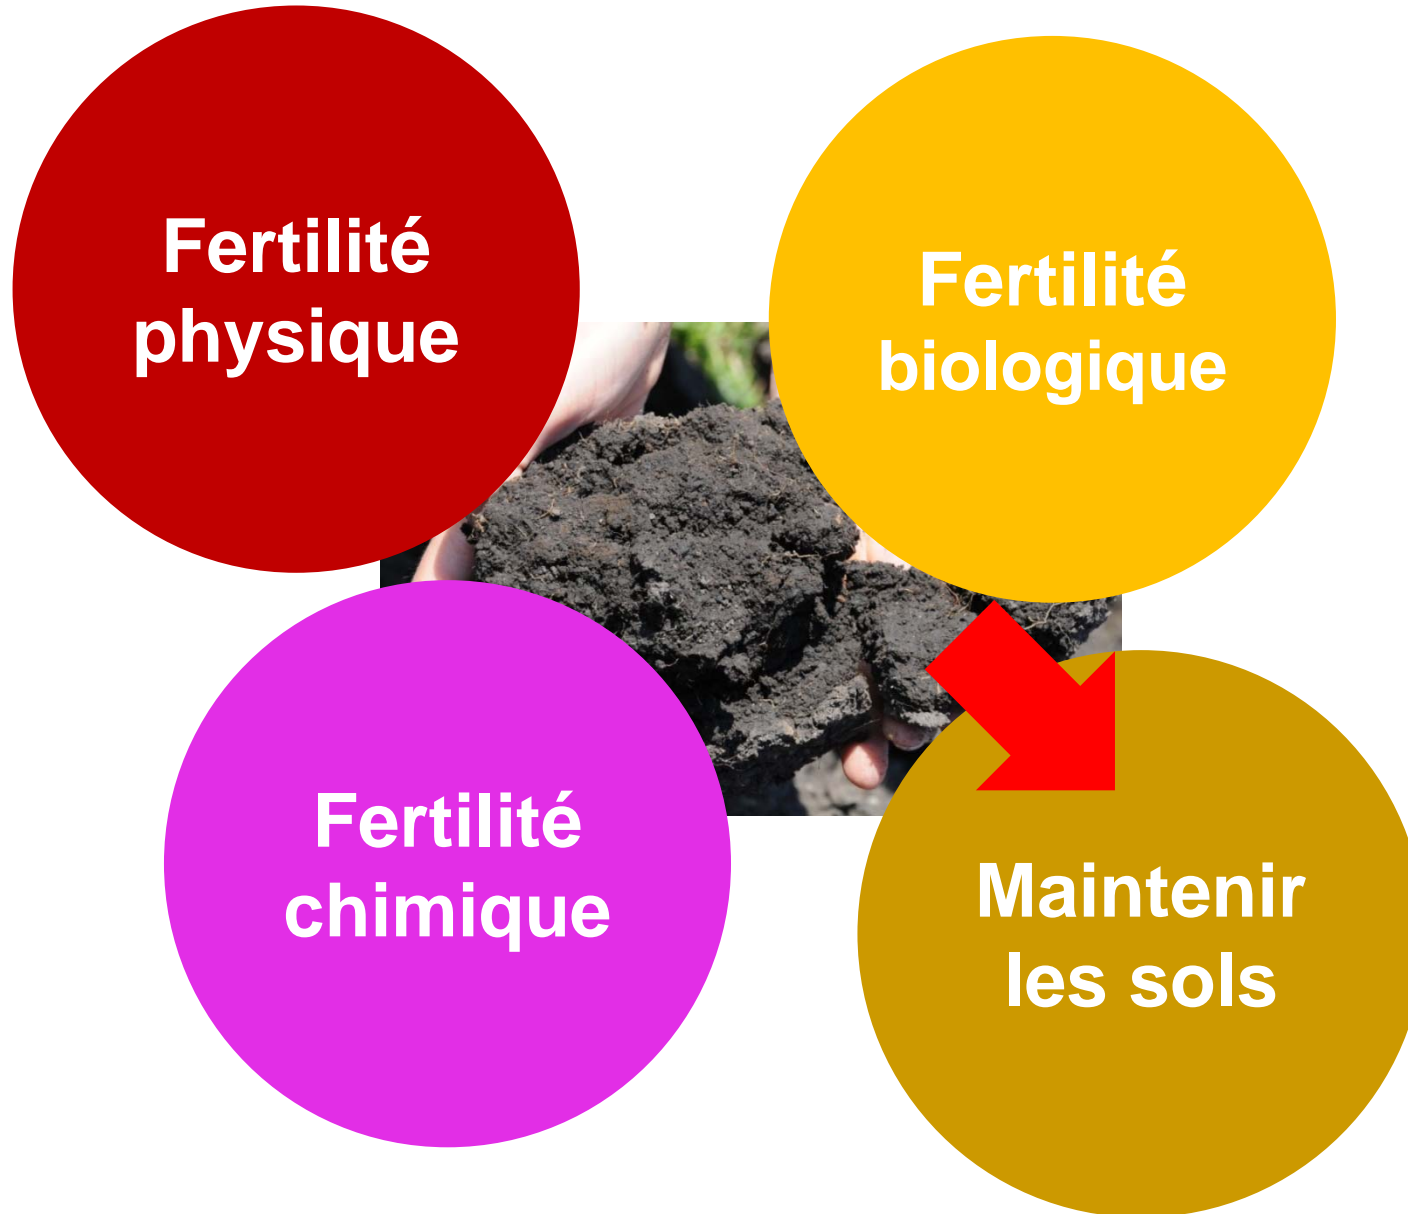 Fertilité
physique
Fertilité
biologique
Fertilité
chimique
Maintenir
les sols